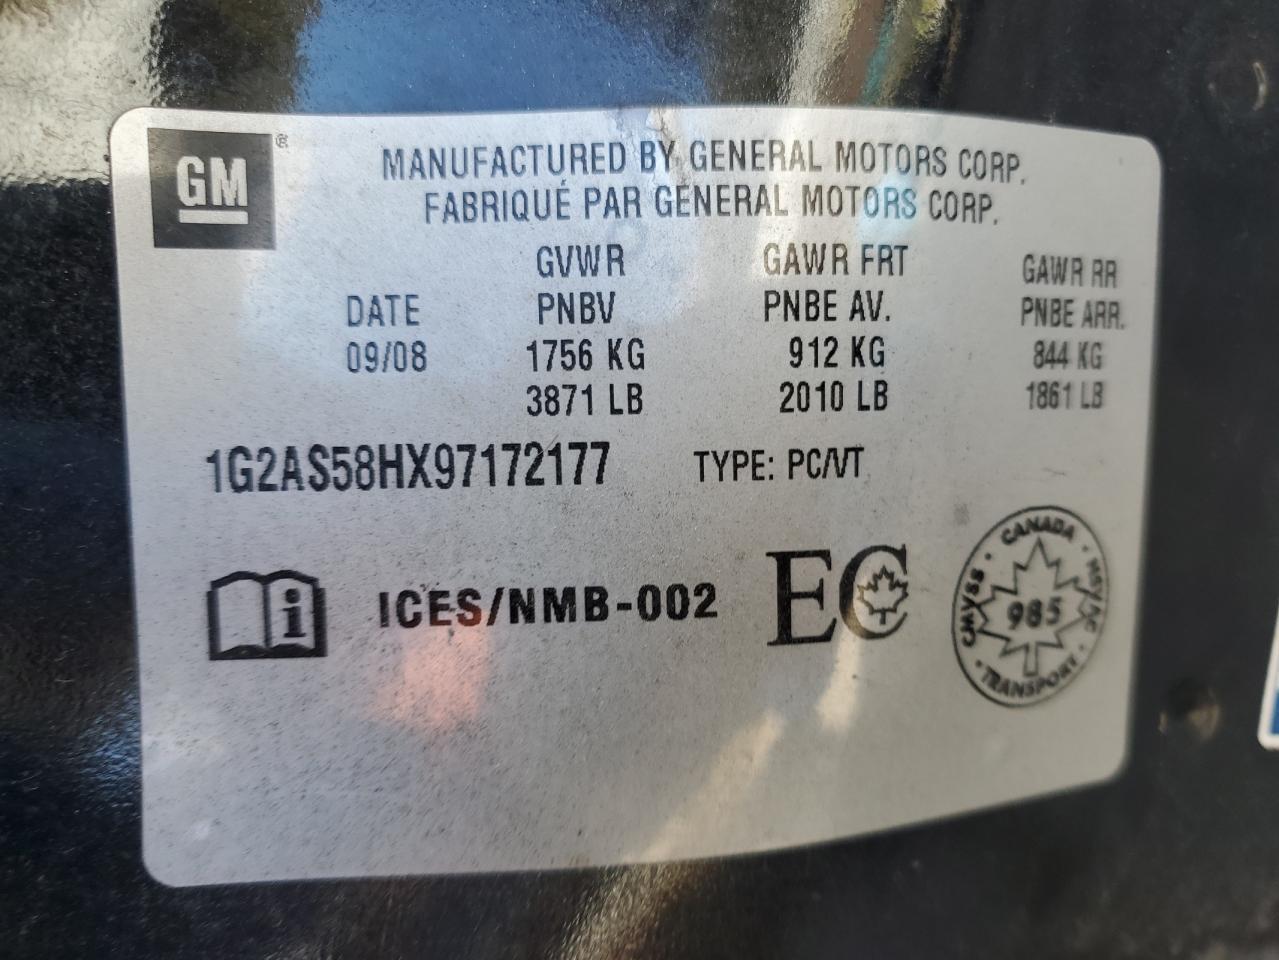 GM ®
MANUFACTURED BY GENERAL MOTORS CORP.
FABRIQUÉ PAR GENERAL MOTORS CORP.
GVWR GAWR FRT GAWR RR
DATE PNBV PNBE AV. PNBE ARR.
09/08 1756 KG 912 KG 844 KG
3871 LB 2010 LB 1861 LB
1G2AS58HX97172177 TYPE: PC/VT
i ICES/NMB-002 EC
CANADA
CMVSS 985 NSVAC
TRANSPORT